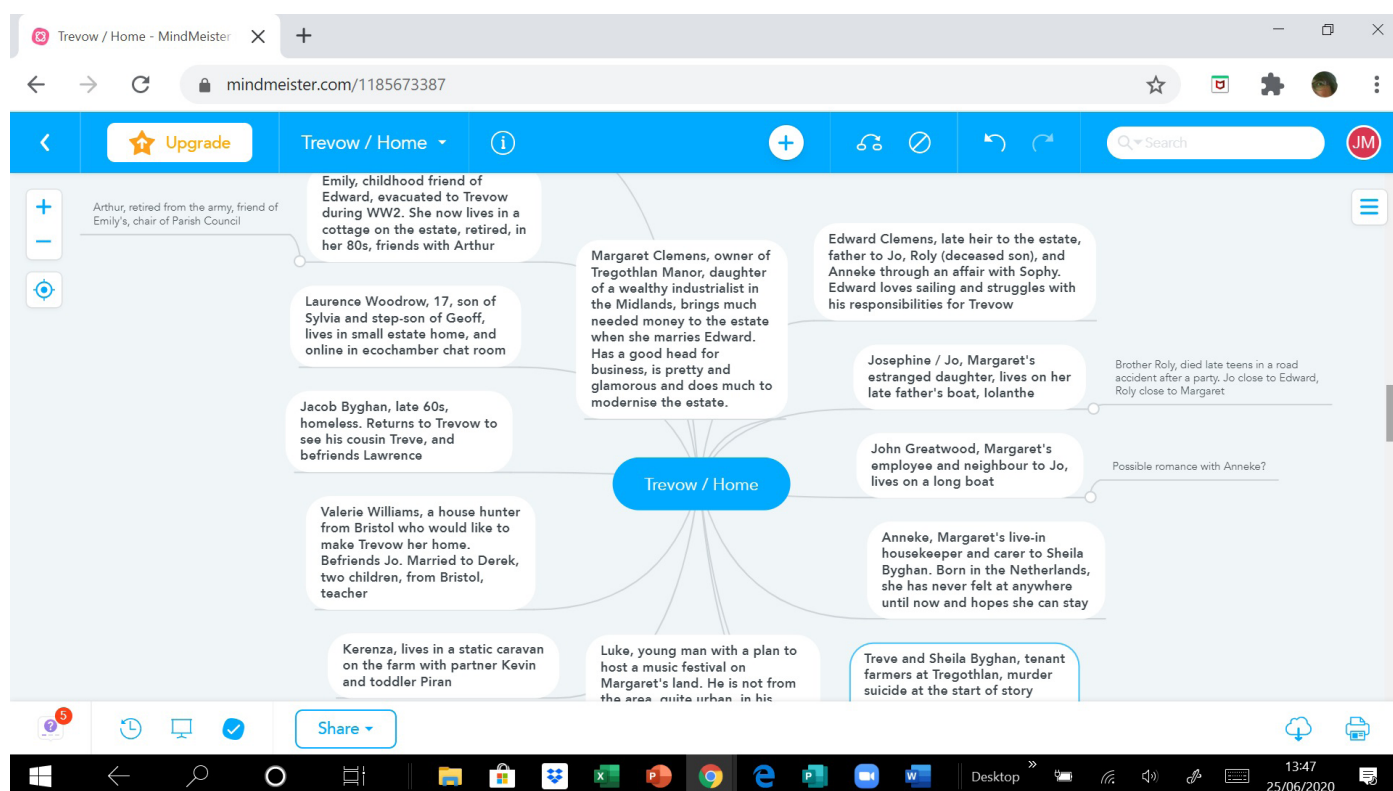 Trevow / Home - MindMeister
mindmeister.com/1185673387
Upgrade
Trevow / Home
Search
JM
Arthur, retired from the army, friend of
Emily's, chair of Parish Council
Emily, childhood friend of
Edward, evacuated to Trevow
during WW2. She now lives in a
cottage on the estate, retired, in
her 80s, friends with Arthur
Laurence Woodrow, 17, son of
Sylvia and step-son of Geoff,
lives in small estate home, and
online in ecochamber chat room
Jacob Byghan, late 60s,
homeless. Returns to Trevow to
see his cousin Treve, and
befriends Lawrence
Valerie Williams, a house hunter
from Bristol who would like to
make Trevow her home.
Befriends Jo. Married to Derek,
two children, from Bristol,
teacher
Kerenza, lives in a static caravan
on the farm with partner Kevin
and toddler Piran
Margaret Clemens, owner of
Tregothlan Manor, daughter
of a wealthy industrialist in
the Midlands, brings much
needed money to the estate
when she marries Edward.
Has a good head for
business, is pretty and
glamorous and does much to
modernise the estate.
Trevow / Home
Luke, young man with a plan to
host a music festival on
Margaret's land. He is not from
the area, quite urban, in his
Edward Clemens, late heir to the estate,
father to Jo, Roly (deceased son), and
Anneke through an affair with Sophy.
Edward loves sailing and struggles with
his responsibilities for Trevow
Josephine / Jo, Margaret's
estranged daughter, lives on her
late father's boat, Iolanthe
Brother Roly, died late teens in a road
accident after a party. Jo close to Edward,
Roly close to Margaret
John Greatwood, Margaret's
employee and neighbour to Jo,
lives on a long boat
Possible romance with Anneke?
Anneke, Margaret's live-in
housekeeper and carer to Sheila
Byghan. Born in the Netherlands,
she has never felt at anywhere
until now and hopes she can stay
Treve and Sheila Byghan, tenant
farmers at Tregothlan, murder
suicide at the start of story
5
Share
Desktop
13:47
25/06/2020